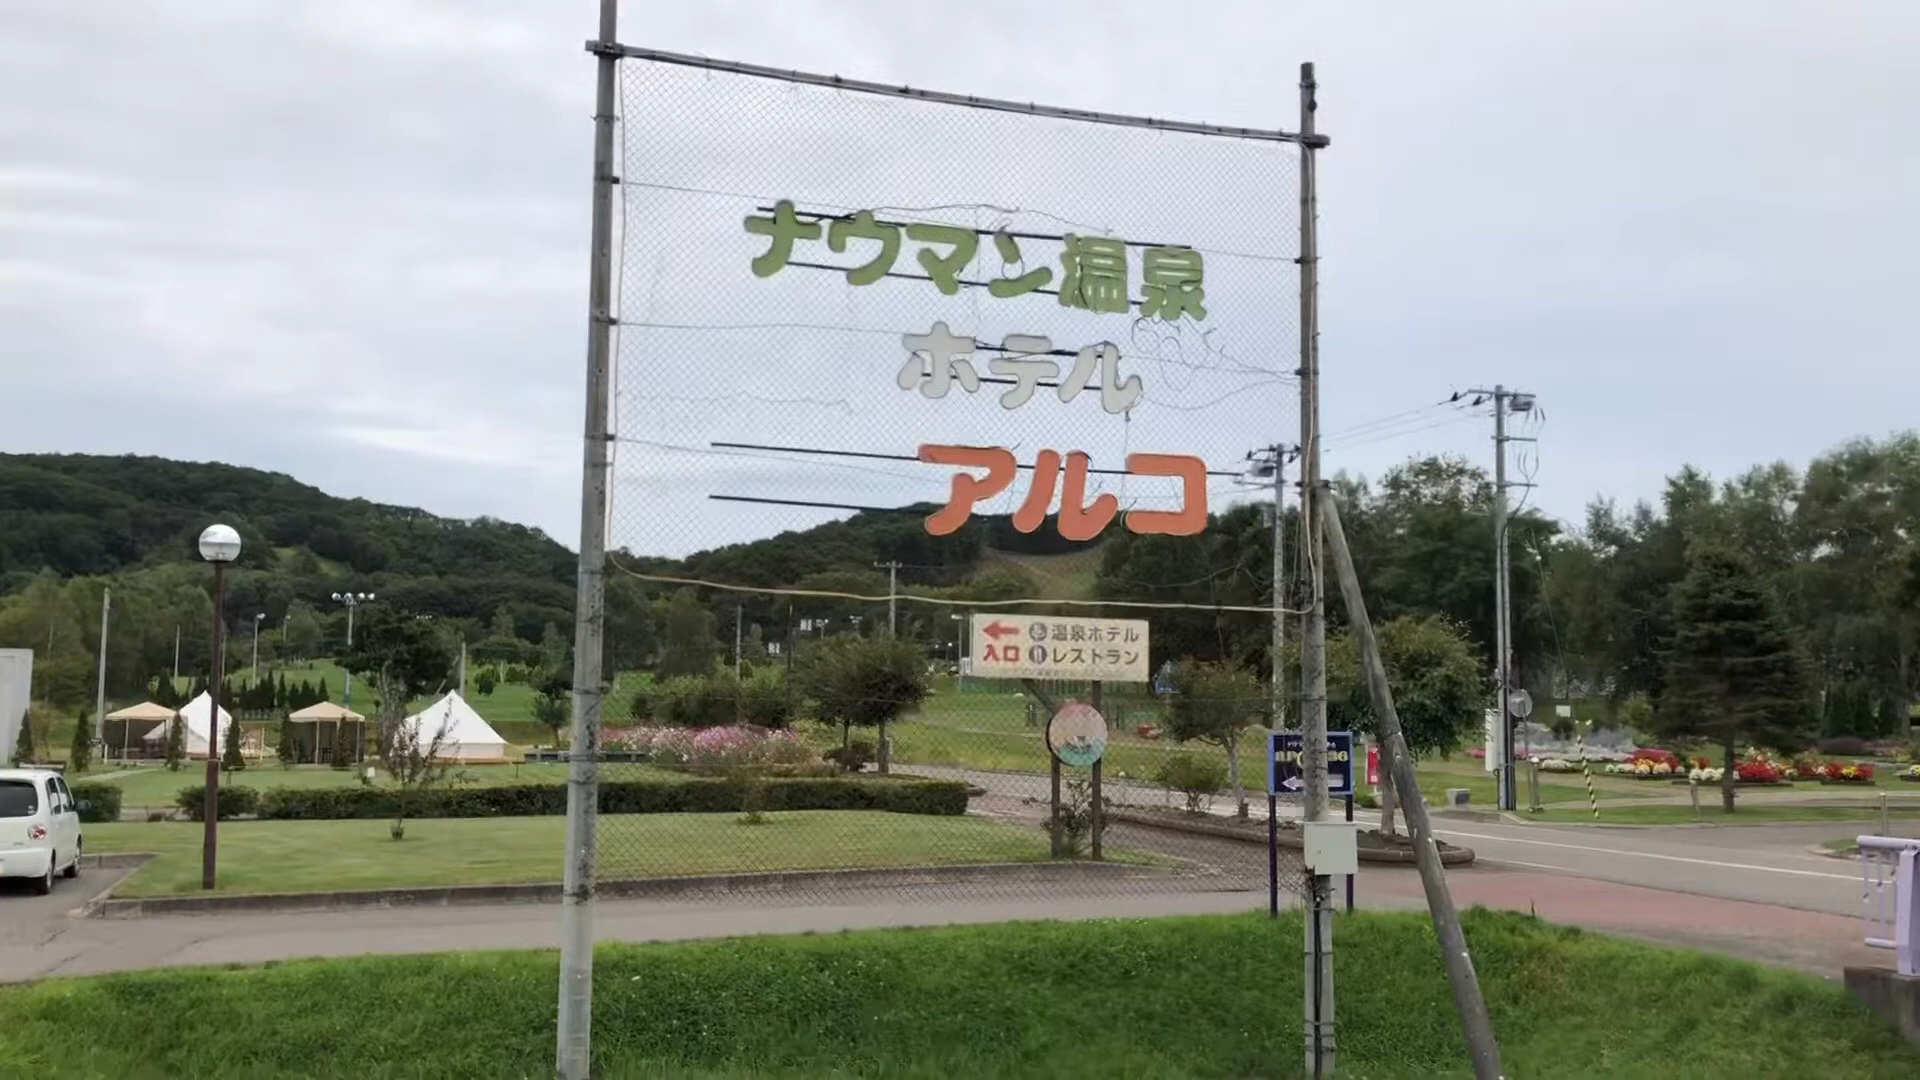 ナウマン温泉
ホテル
アルコ
温泉ホテル
入口
レストラン